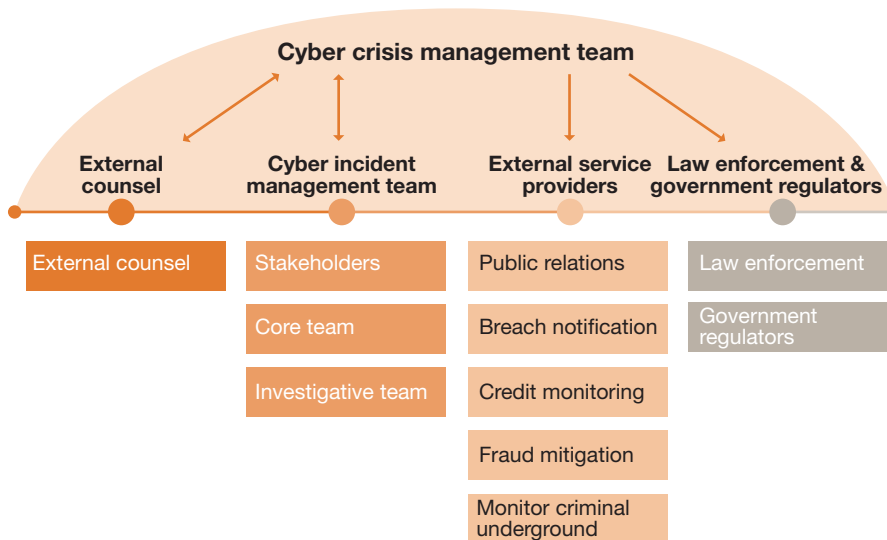 Cyber crisis management team
External
counsel
Cyber incident
management team
External service
providers
Law enforcement &
government regulators
External counsel
Stakeholders
Core team
Investigative team
Public relations
Breach notification
Credit monitoring
Fraud mitigation
Monitor criminal
underground
Law enforcement
Government
regulators